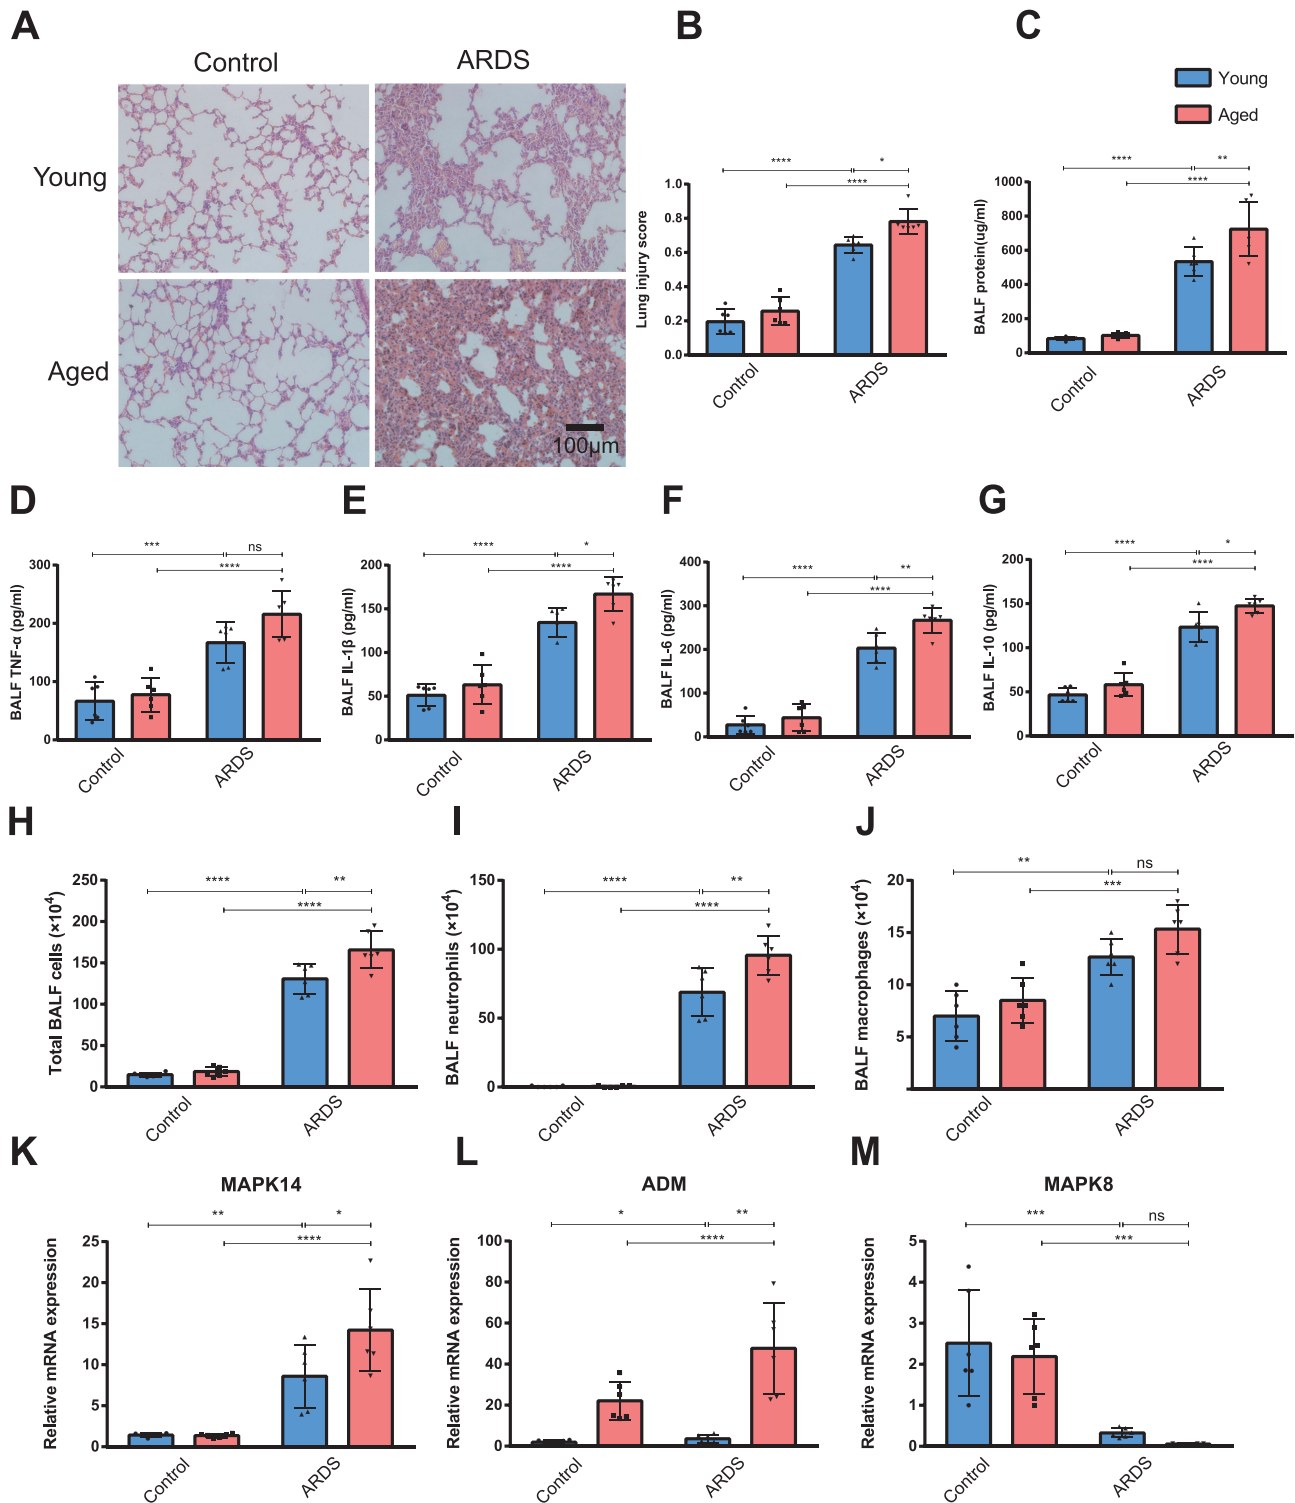 A
Control
ARDS
Young
Aged
100μm
B
**** *
****
Lung injury score
1.0
0.8
0.6
0.4
0.2
0.0
Control
ARDS
C
Young
Aged
**** **
****
BALF protein(ug/ml)
1000
800
600
400
200
0
Control
ARDS
D
*** ns
****
BALF TNF-α (pg/ml)
300
200
100
0
Control
ARDS
E
**** *
****
BALF IL-1β (pg/ml)
200
150
100
50
0
Control
ARDS
F
**** **
****
BALF IL-6 (pg/ml)
400
300
200
100
0
Control
ARDS
G
**** *
****
BALF IL-10 (pg/ml)
200
150
100
50
0
Control
ARDS
H
**** **
****
Total BALF cells (×10⁴)
250
200
150
100
50
0
Control
ARDS
I
**** **
****
BALF neutrophils (×10⁴)
150
100
50
0
Control
ARDS
J
** ns
***
BALF macrophages (×10⁴)
20
15
10
5
Control
ARDS
K
MAPK14
** *
****
Relative mRNA expression
25
20
15
10
5
0
Control
ARDS
L
ADM
* **
****
Relative mRNA expression
100
80
60
40
20
0
Control
ARDS
M
MAPK8
*** ns
***
Relative mRNA expression
5
4
3
2
1
0
Control
ARDS